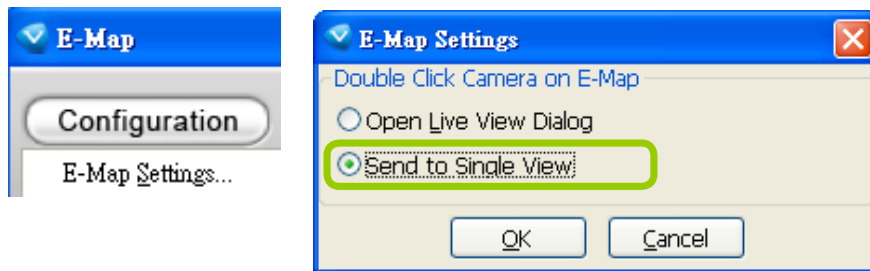 E-Map
Configuration
E-Map Settings...
E-Map Settings
Double Click Camera on E-Map
Open Live View Dialog
Send to Single View
OK
Cancel